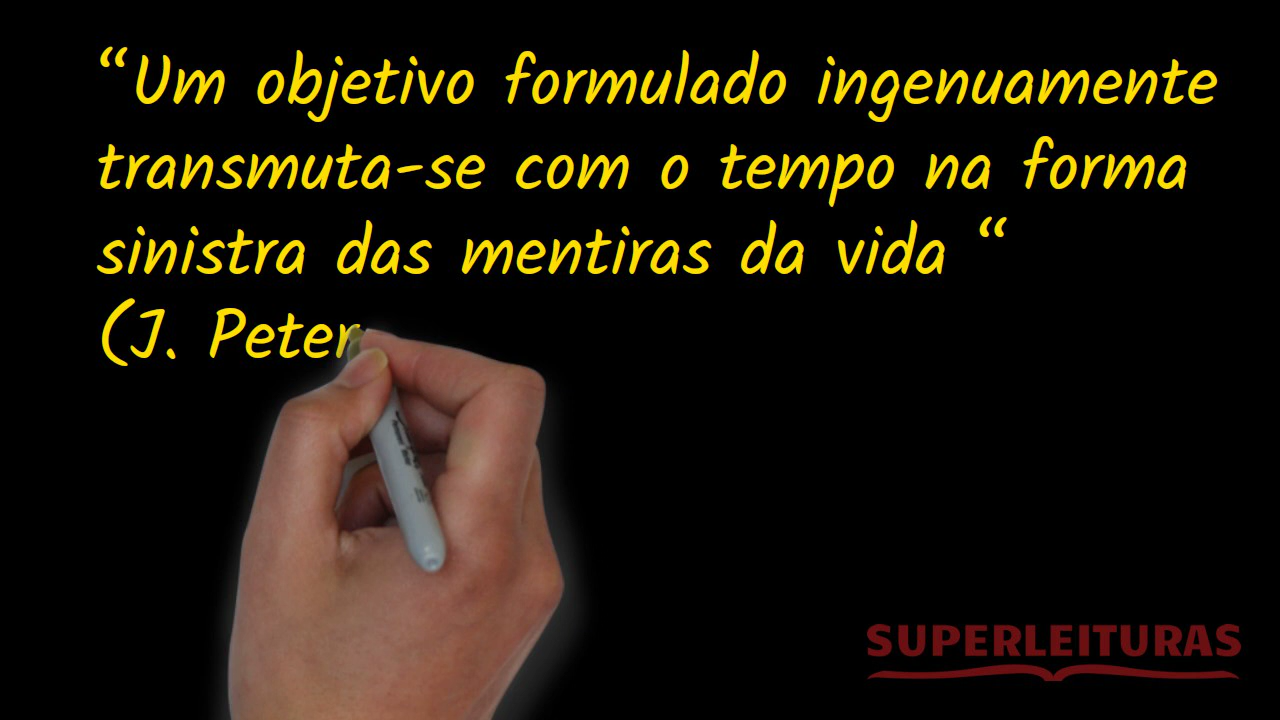 “Um objetivo formulado ingenuamente
transmuta-se com o tempo na forma
sinistra das mentiras da vida “
(J. Peter
SUPERLEITURAS